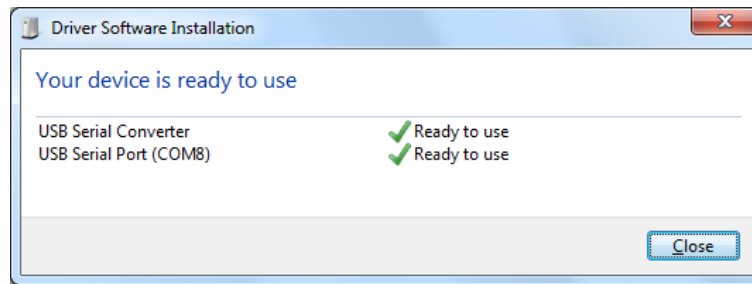 Driver Software Installation
Your device is ready to use
USB Serial Converter Ready to use
USB Serial Port (COM8) Ready to use
Close